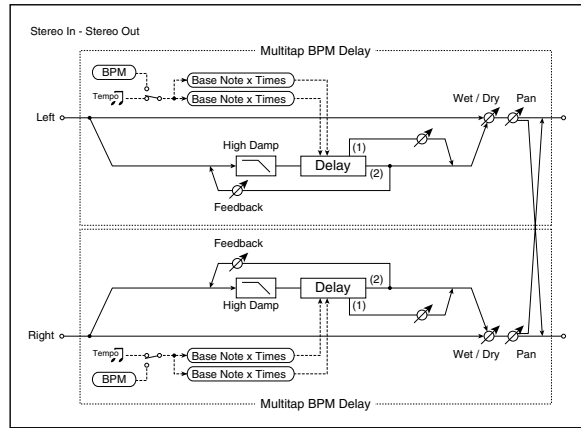 Stereo In - Stereo Out
Multitap BPM Delay
BPM
Tempo
Base Note x Times
Base Note x Times
Wet / Dry
Pan
Left
High Damp
Delay
(1)
(2)
Feedback
Feedback
High Damp
Delay
(2)
(1)
Right
Wet / Dry
Pan
Tempo
BPM
Base Note x Times
Base Note x Times
Multitap BPM Delay